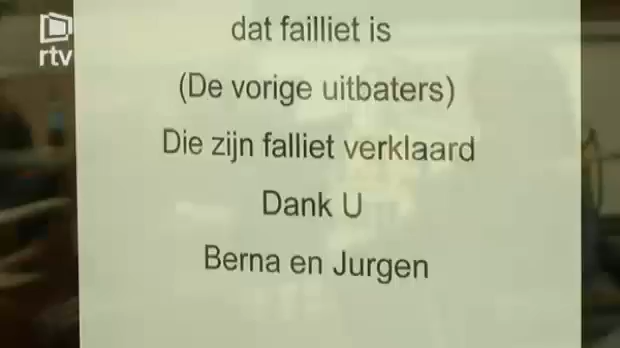 rtv
dat failliet is
(De vorige uitbaters)
Die zijn falliet verklaard
Dank U
Berna en Jurgen